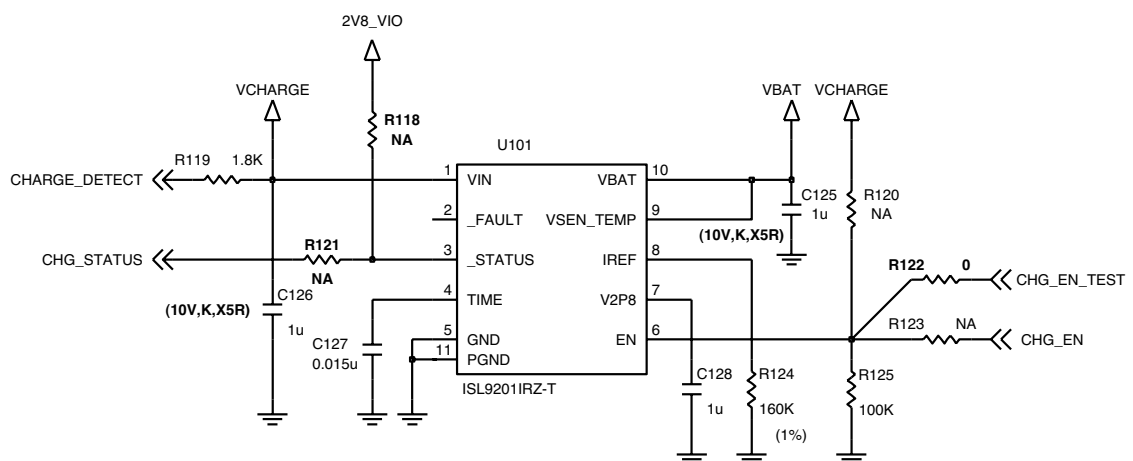 2V8_VIO
VCHARGE
VBAT
VCHARGE
R118
NA
U101
R119 1.8K
CHARGE_DETECT
1
VIN
VBAT
10
C125
1u
R120
NA
2
_FAULT
VSEN_TEMP
9
(10V,K,X5R)
R121
NA
CHG_STATUS
3
_STATUS
IREF
8
R122 0
CHG_EN_TEST
C126
(10V,K,X5R)
1u
4
TIME
V2P8
7
R123 NA
CHG_EN
C127
0.015u
5
GND
EN
6
11
PGND
ISL9201IRZ-T
C128
1u
R124
160K
(1%)
R125
100K